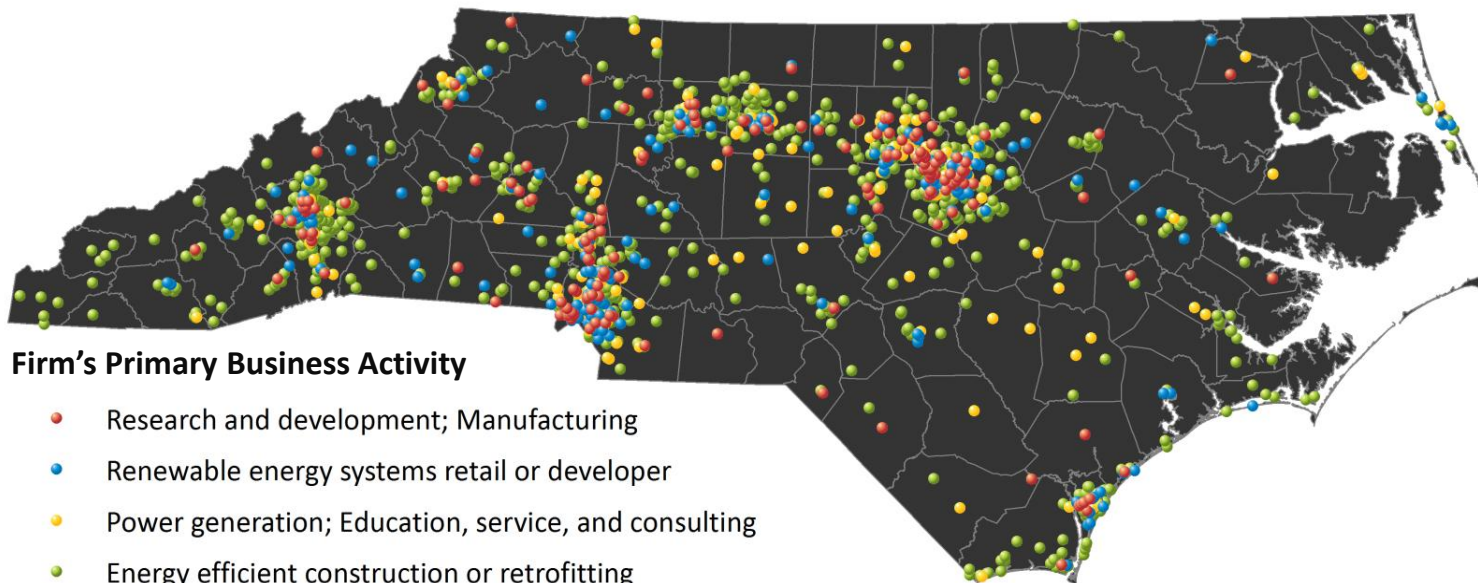 Firm’s Primary Business Activity
Research and development; Manufacturing
Renewable energy systems retail or developer
Power generation; Education, service, and consulting
Energy efficient construction or retrofitting